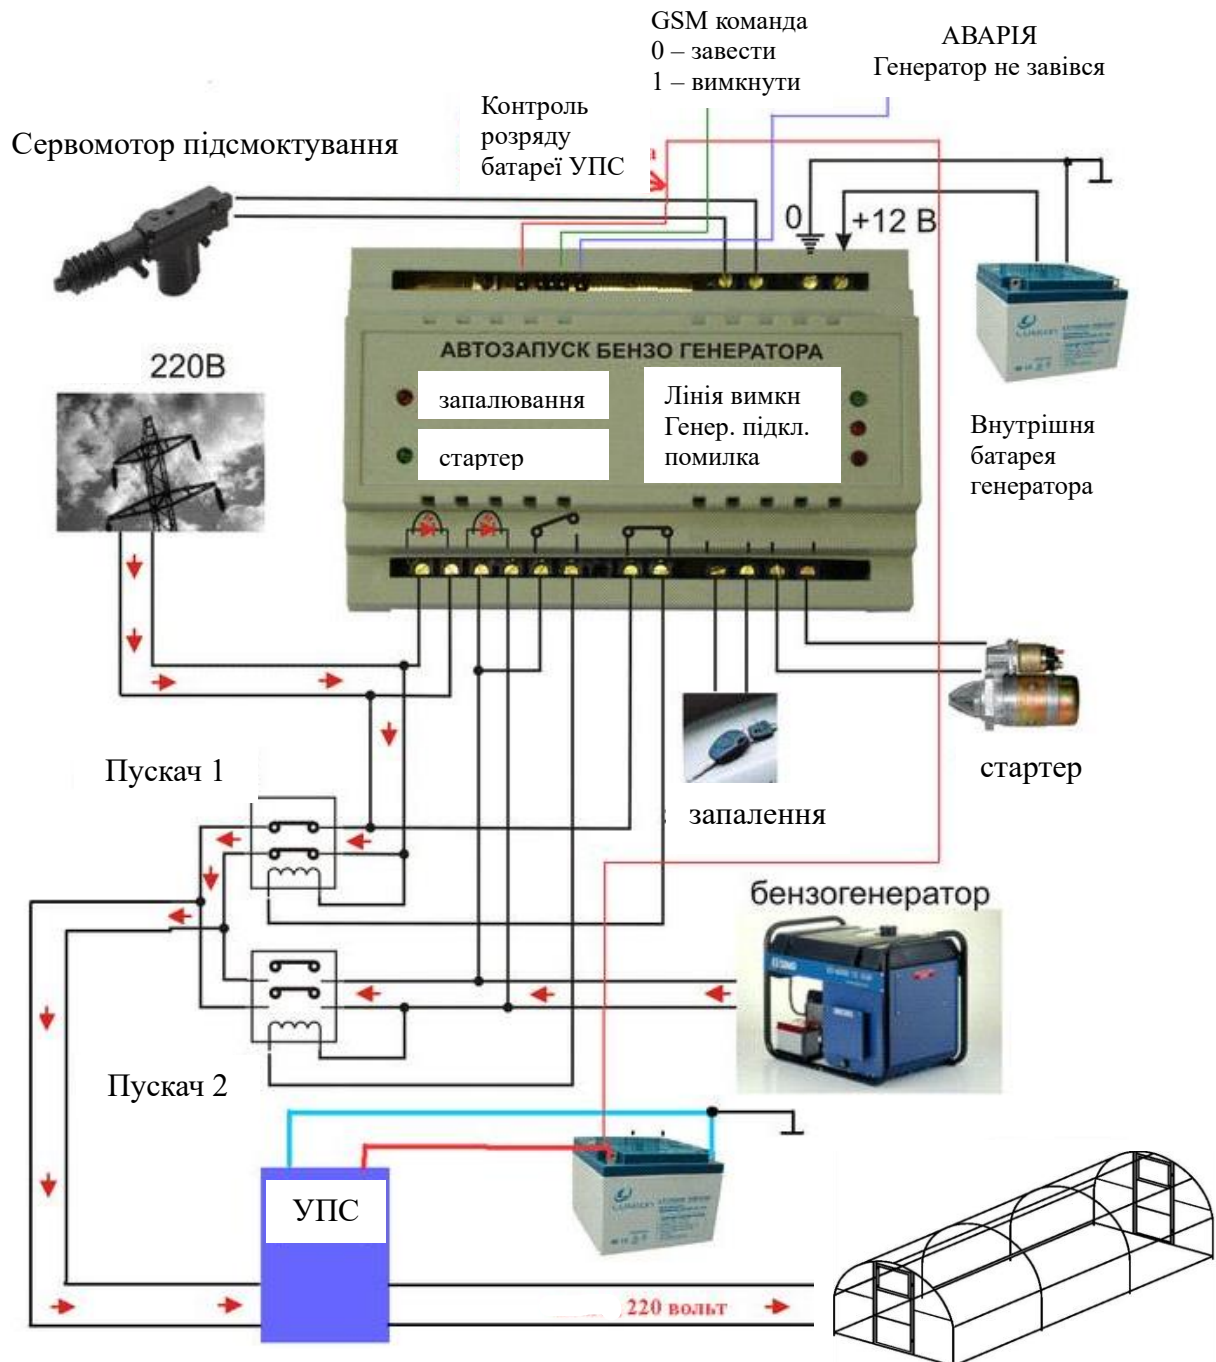 GSM команда
0 – завести
1 – вимкнути
АВАРІЯ
Генератор не завівся
Контроль
розряду
батареї УПС
Сервомотор підсмоктування
0
+12 В
220В
АВТОЗАПУСК БЕНЗО ГЕНЕРАТОРА
запалювання
стартер
Лінія вимкн
Генер. підкл.
помилка
Внутрішня
батарея
генератора
Пускач 1
запалення
стартер
бензогенератор
Пускач 2
УПС
220 вольт